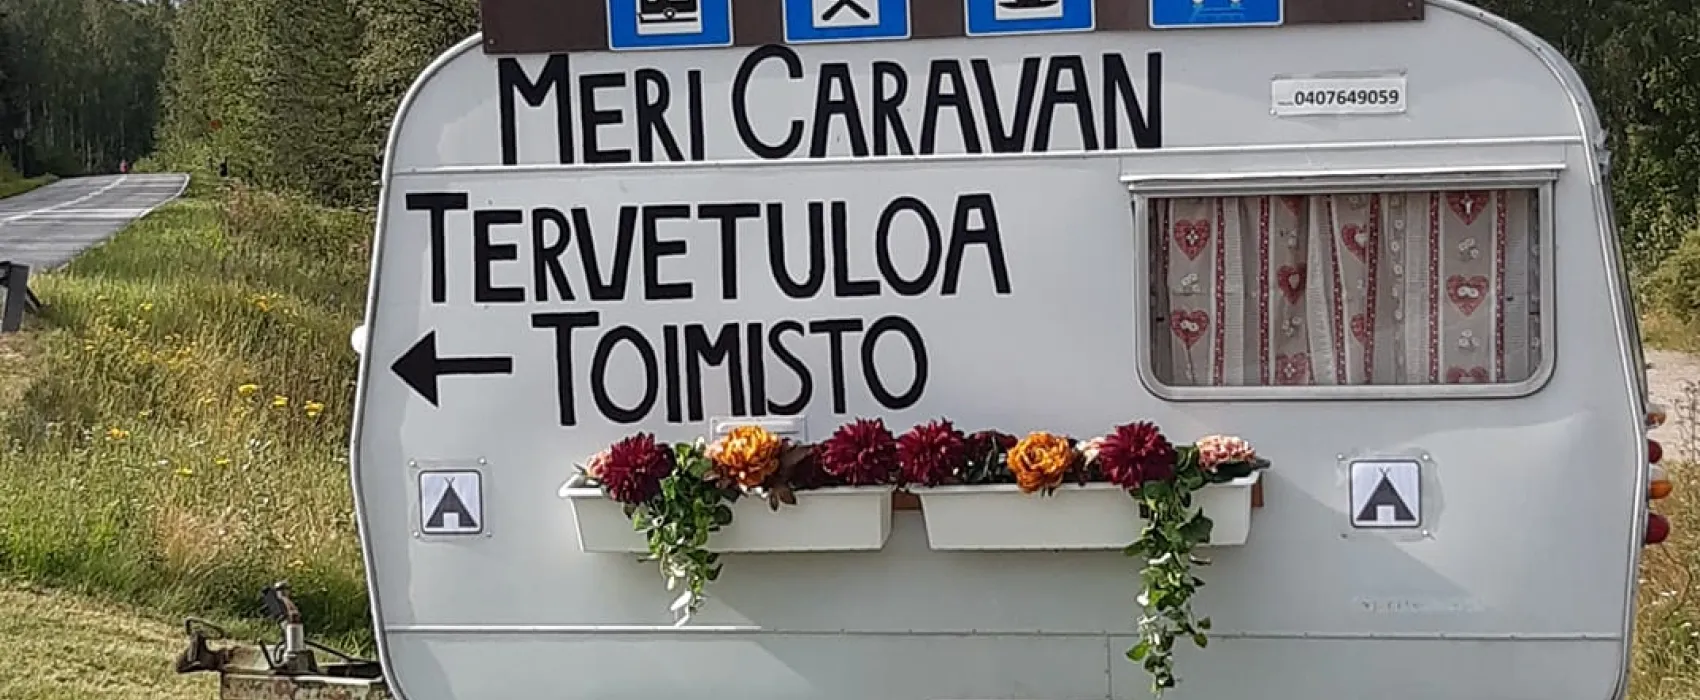 MERI CARAVAN
0407649059
TERVETULOA
← TOIMISTO